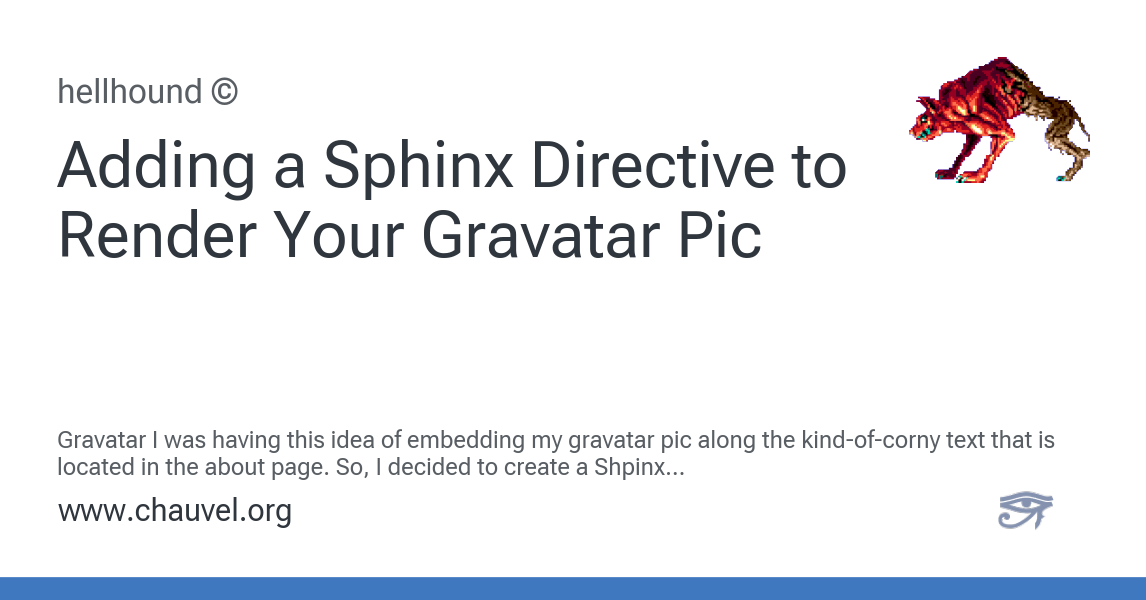 hellhound ©
Adding a Sphinx Directive to
Render Your Gravatar Pic
Gravatar I was having this idea of embedding my gravatar pic along the kind-of-corny text that is
located in the about page. So, I decided to create a Shpinx...
www.chauvel.org